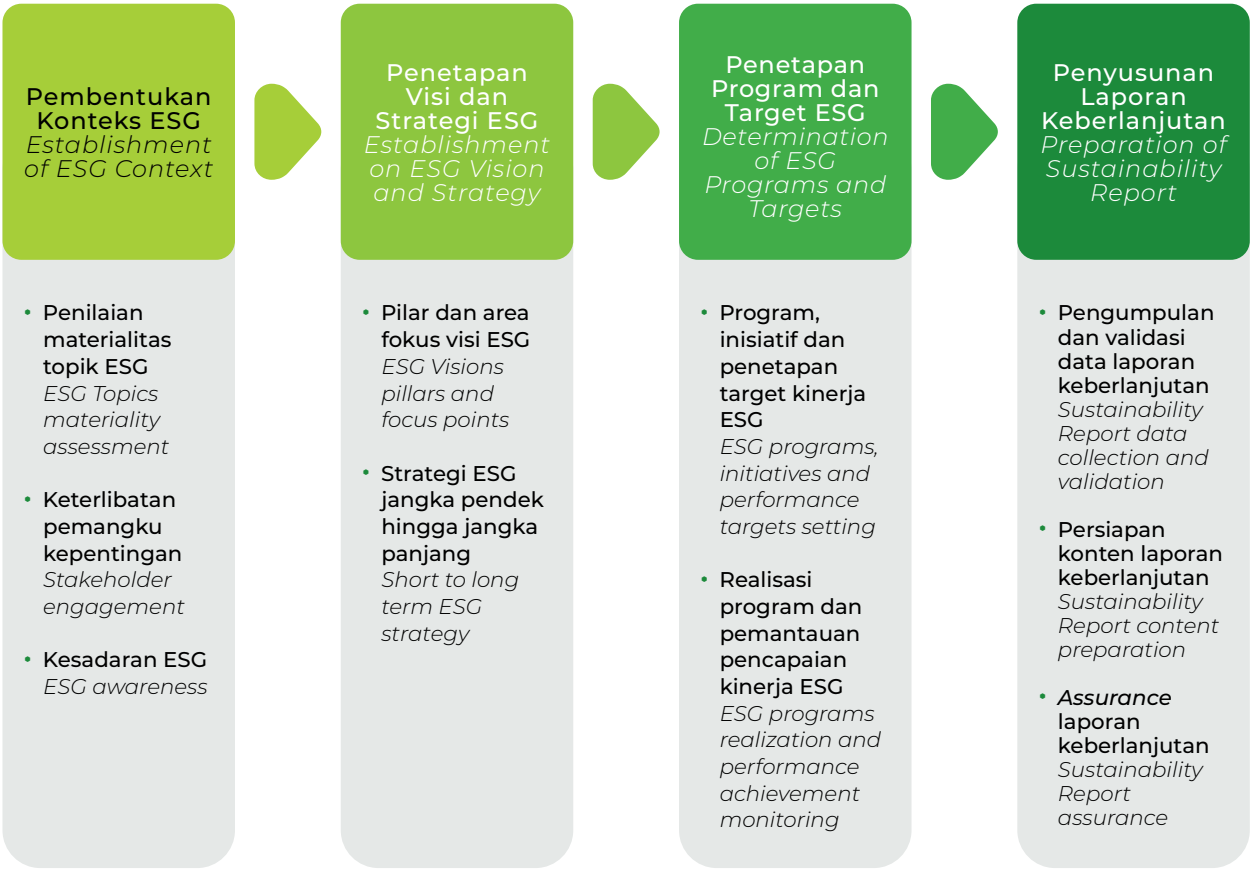 Pembentukan
Konteks ESG
Establishment
of ESG Context
• Penilaian
materialitas
topik ESG
ESG Topics
materiality
assessment
• Keterlibatan
pemangku
kepentingan
Stakeholder
engagement
• Kesadaran ESG
ESG awareness
Penetapan
Visi dan
Strategi ESG
Establishment
on ESG Vision
and Strategy
• Pilar dan area
fokus visi ESG
ESG Visions
pillars and
focus points
• Strategi ESG
jangka pendek
hingga jangka
panjang
Short to long
term ESG
strategy
Penetapan
Program dan
Target ESG
Determination
of ESG
Programs and
Targets
• Program,
inisiatif dan
penetapan
target kinerja
ESG
ESG programs,
initiatives and
performance
targets setting
• Realisasi
program dan
pemantauan
pencapaian
kinerja ESG
ESG programs
realization and
performance
achievement
monitoring
Penyusunan
Laporan
Keberlanjutan
Preparation of
Sustainability
Report
• Pengumpulan
dan validasi
data laporan
keberlanjutan
Sustainability
Report data
collection and
validation
• Persiapan
konten laporan
keberlanjutan
Sustainability
Report content
preparation
• Assurance
laporan
keberlanjutan
Sustainability
Report
assurance